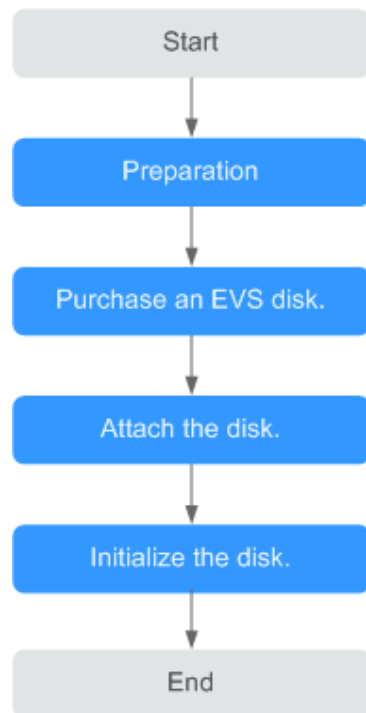 Start
Preparation
Purchase an EVS disk.
Attach the disk.
Initialize the disk.
End